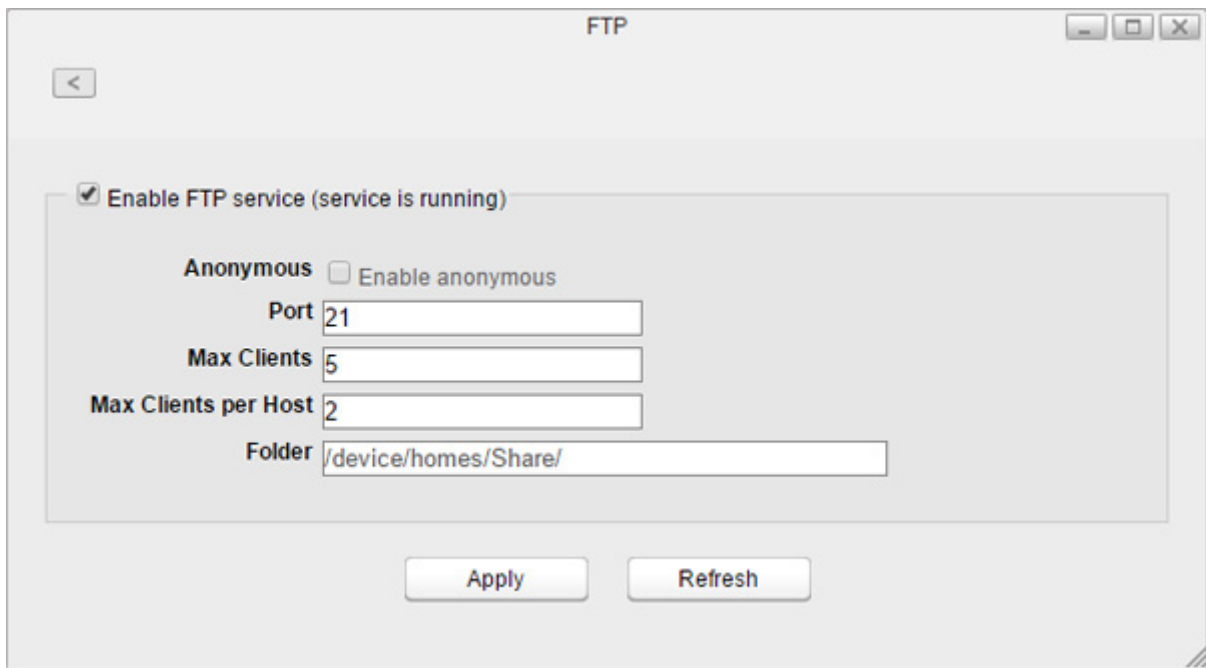 FTP
<
Enable FTP service (service is running)
Anonymous Enable anonymous
Port 21
Max Clients 5
Max Clients per Host 2
Folder /device/homes/Share/
Apply Refresh